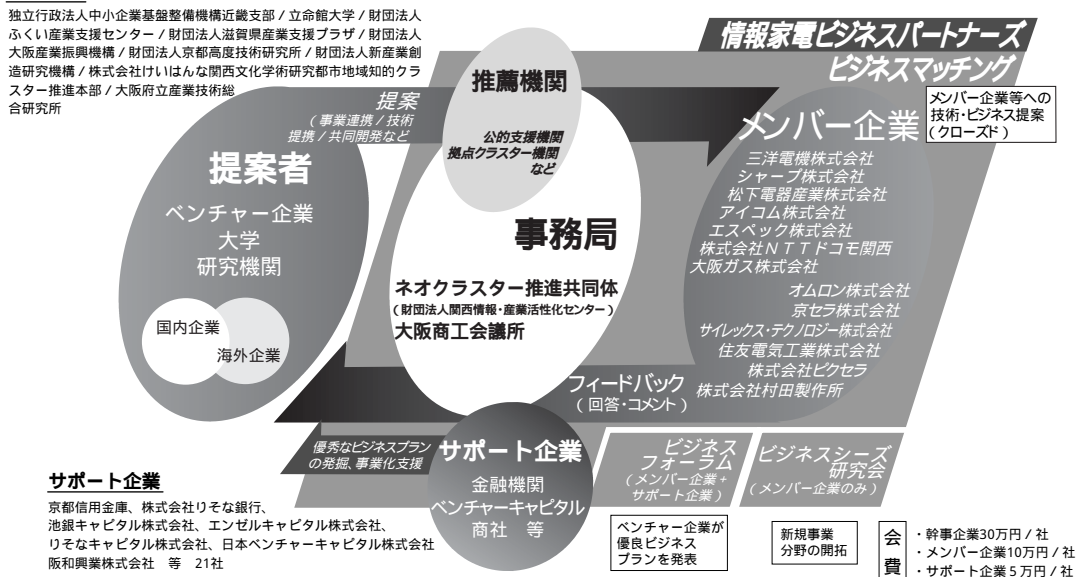 独立行政法人中小企業基盤整備機構近畿支部 / 立命館大学 / 財団法人
ふくい産業支援センター / 財団法人滋賀県産業支援プラザ / 財団法人
大阪産業振興機構 / 財団法人京都高度技術研究所 / 財団法人新産業創
造研究機構 / 株式会社けいはんな関西文化学術研究都市地域知的クラ
スター推進本部 / 大阪府立産業技術総
合研究所
情報家電ビジネスパートナーズ
ビジネスマッチング
推薦機関
公的支援機関
拠点クラスター機関
など
提案
(事業連携 / 技術
提携 / 共同開発など
提案者
ベンチャー企業
大学
研究機関
国内企業
海外企業
事務局
ネオクラスター推進共同体
(財団法人関西情報・産業活性化センター)
大阪商工会議所
メンバー企業
三洋電機株式会社
シャープ株式会社
松下電器産業株式会社
アイコム株式会社
エスペック株式会社
株式会社NTTドコモ関西
大阪ガス株式会社
オムロン株式会社
京セラ株式会社
サイレックス・テクノロジー株式会社
住友電気工業株式会社
株式会社ピクセラ
株式会社村田製作所
メンバー企業等への
技術・ビジネス提案
(クローズド)
フィードバック
(回答・コメント)
優秀なビジネスプラン
の発掘、事業化支援
サポート企業
金融機関
ベンチャーキャピタル
商社 等
ビジネス
フォーラム
(メンバー企業+
サポート企業)
ビジネスシーズ
研究会
(メンバー企業のみ)
サポート企業
京都信用金庫、株式会社りそな銀行、
池銀キャピタル株式会社、エンゼルキャピタル株式会社、
りそなキャピタル株式会社、日本ベンチャーキャピタル株式会社
阪和興業株式会社 等 21社
ベンチャー企業が
優良ビジネス
プランを発表
新規事業
分野の開拓
会費
・幹事企業30万円 / 社
・メンバー企業10万円 / 社
・サポート企業5万円 / 社